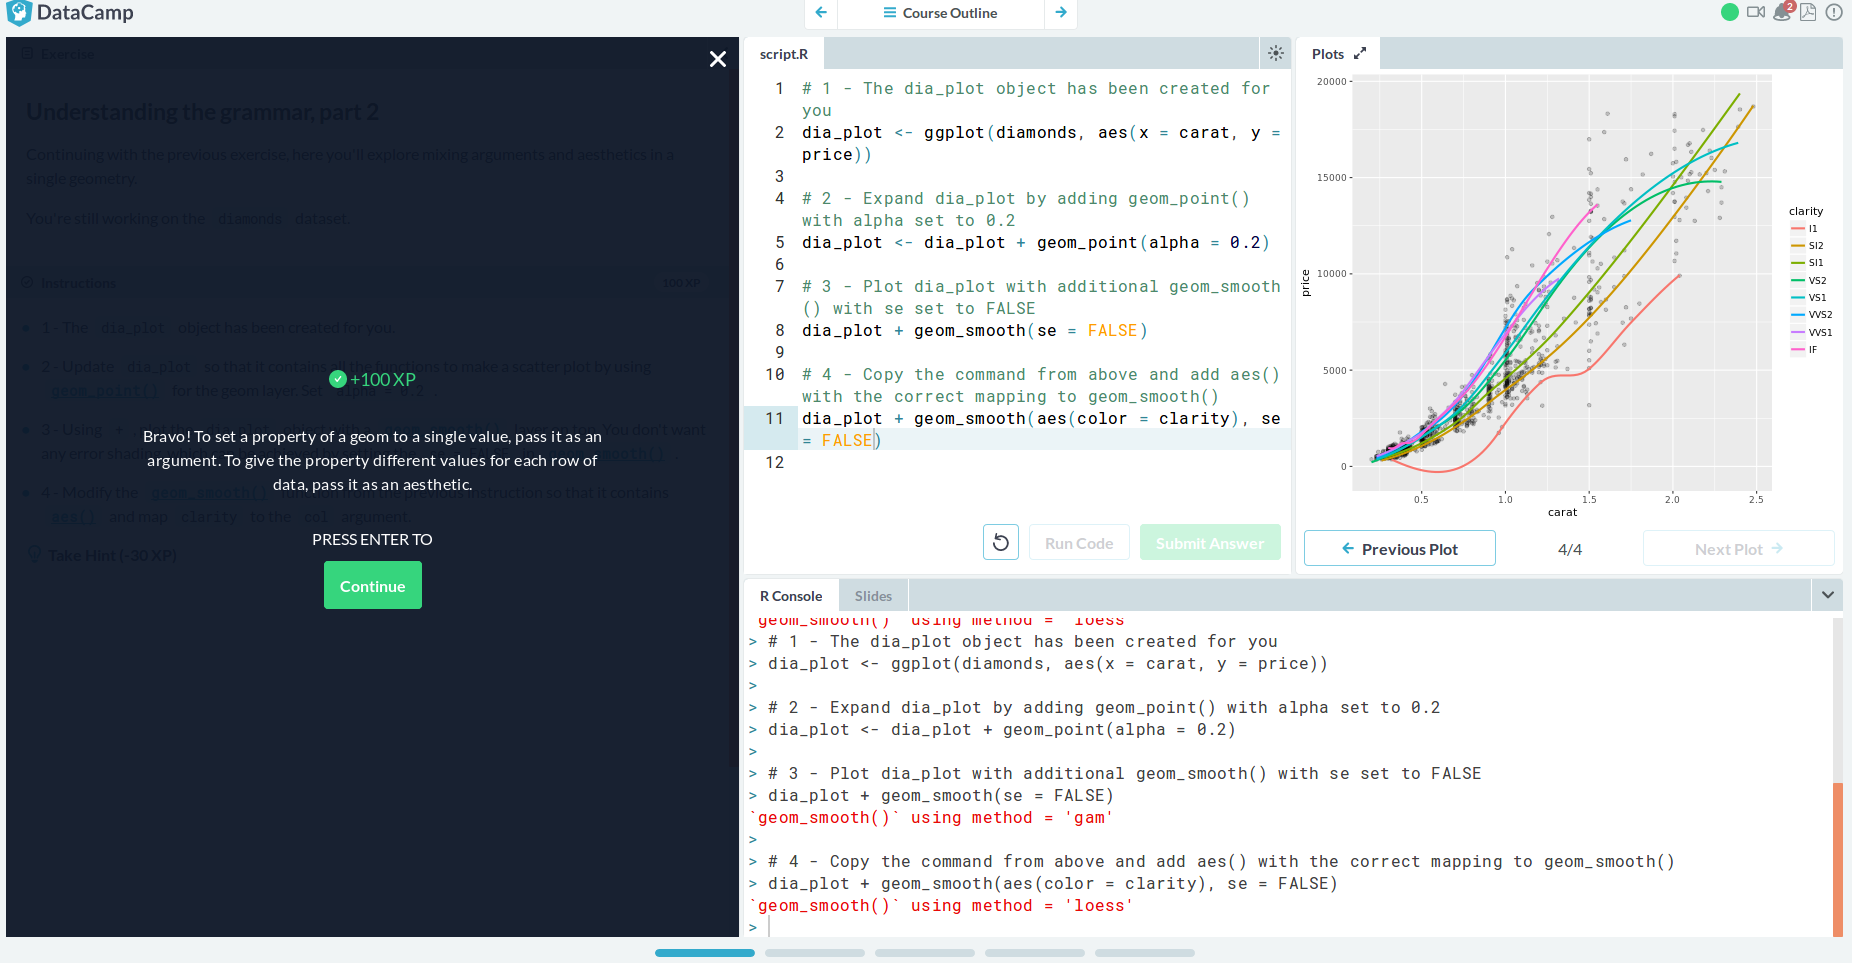 DataCamp
Course Outline
2
Exercise
Understanding the grammar, part 2
Continuing with the previous exercise, here you'll explore mixing arguments and aesthetics in a
single geometry.
You're still working on the diamonds dataset.
Instructions
100 XP
1 - The dia_plot object has been created for you.
2 - Update dia_plot so that it contains all the functions to make a scatter plot by using
geom_point() for the geom layer. Set alpha = 0.2 .
+100 XP
Bravo! To set a property of a geom to a single value, pass it as an
argument. To give the property different values for each row of
data, pass it as an aesthetic.
4 - Modify the geom_smooth() function from the previous instruction so that it contains
aes() and map clarity to the col argument.
PRESS ENTER TO
Take Hint (-30 XP)
Continue
script.R
1 # 1 - The dia_plot object has been created for
you
2 dia_plot <- ggplot(diamonds, aes(x = carat, y =
price))
3
4 # 2 - Expand dia_plot by adding geom_point()
with alpha set to 0.2
5 dia_plot <- dia_plot + geom_point(alpha = 0.2)
6
7 # 3 - Plot dia_plot with additional geom_smooth
() with se set to FALSE
8 dia_plot + geom_smooth(se = FALSE)
9
10 # 4 - Copy the command from above and add aes()
with the correct mapping to geom_smooth()
11 dia_plot + geom_smooth(aes(color = clarity), se
= FALSE)
12
Run Code
Submit Answer
Plots
20000
15000
10000
5000
0
price
0.5 1.0 1.5 2.0 2.5
carat
clarity
I1
SI2
SI1
VS2
VS1
VVS2
VVS1
IF
Previous Plot
4/4
Next Plot
R Console
Slides
`geom_smooth()` using method = 'loess'
> # 1 - The dia_plot object has been created for you
> dia_plot <- ggplot(diamonds, aes(x = carat, y = price))
>
> # 2 - Expand dia_plot by adding geom_point() with alpha set to 0.2
> dia_plot <- dia_plot + geom_point(alpha = 0.2)
>
> # 3 - Plot dia_plot with additional geom_smooth() with se set to FALSE
> dia_plot + geom_smooth(se = FALSE)
`geom_smooth()` using method = 'gam'
>
> # 4 - Copy the command from above and add aes() with the correct mapping to geom_smooth()
> dia_plot + geom_smooth(aes(color = clarity), se = FALSE)
`geom_smooth()` using method = 'loess'
>